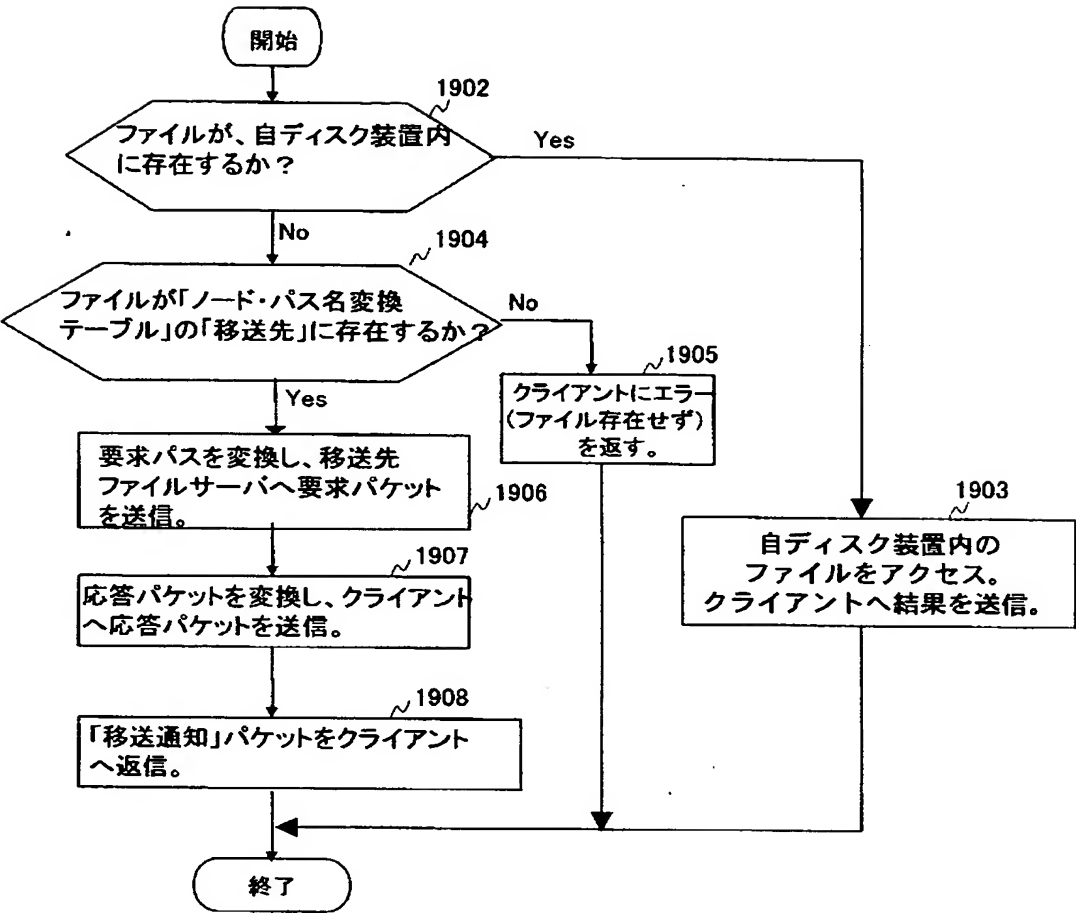 開始
1902
ファイルが、自ディスク装置内
に存在するか？
Yes
No
1904
ファイルが「ノード・パス名変換
テーブル」の「移送先」に存在するか？
No
Yes
1905
クライアントにエラー
(ファイル存在せず)
を返す。
要求パスを変換し、移送先
ファイルサーバへ要求パケット
を送信。
1906
1903
自ディスク装置内の
ファイルをアクセス。
クライアントへ結果を送信。
1907
応答パケットを変換し、クライアント
へ応答パケットを送信。
1908
「移送通知」パケットをクライアント
へ返信。
終了